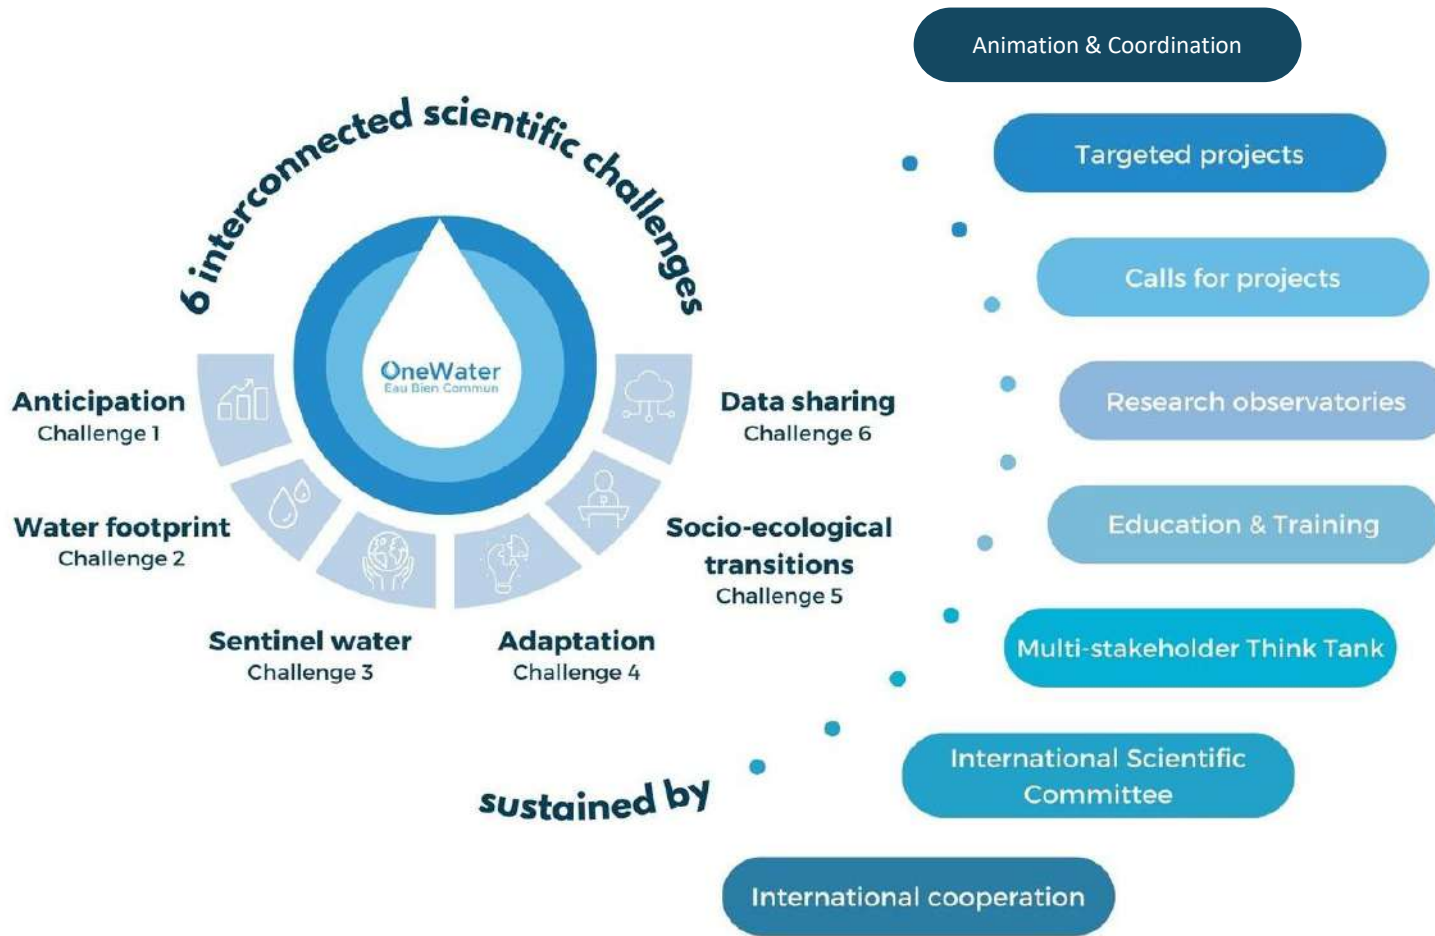 6 interconnected scientific challenges
OneWater
Eau Bien Commun
Anticipation
Challenge 1
Water footprint
Challenge 2
Sentinel water
Challenge 3
Adaptation
Challenge 4
Socio-ecological
transitions
Challenge 5
Data sharing
Challenge 6
sustained by
Animation & Coordination
Targeted projects
Calls for projects
Research observatories
Education & Training
Multi-stakeholder Think Tank
International Scientific
Committee
International cooperation